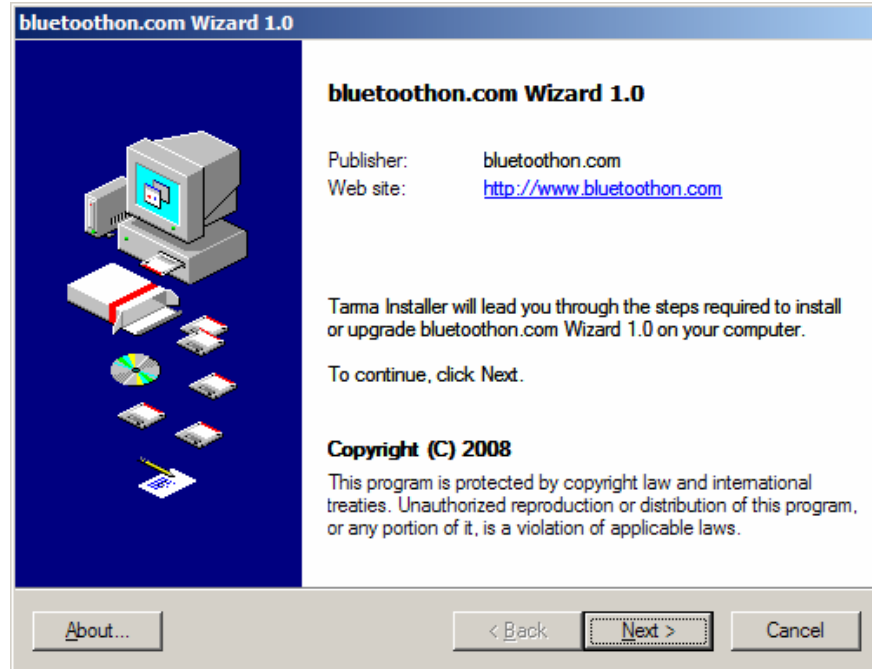 bluetoothon.com Wizard 1.0
bluetoothon.com Wizard 1.0
Publisher: bluetoothon.com
Web site: http://www.bluetoothon.com
Tarma Installer will lead you through the steps required to install
or upgrade bluetoothon.com Wizard 1.0 on your computer.
To continue, click Next.
Copyright (C) 2008
This program is protected by copyright law and international
treaties. Unauthorized reproduction or distribution of this program,
or any portion of it, is a violation of applicable laws.
About... < Back Next > Cancel